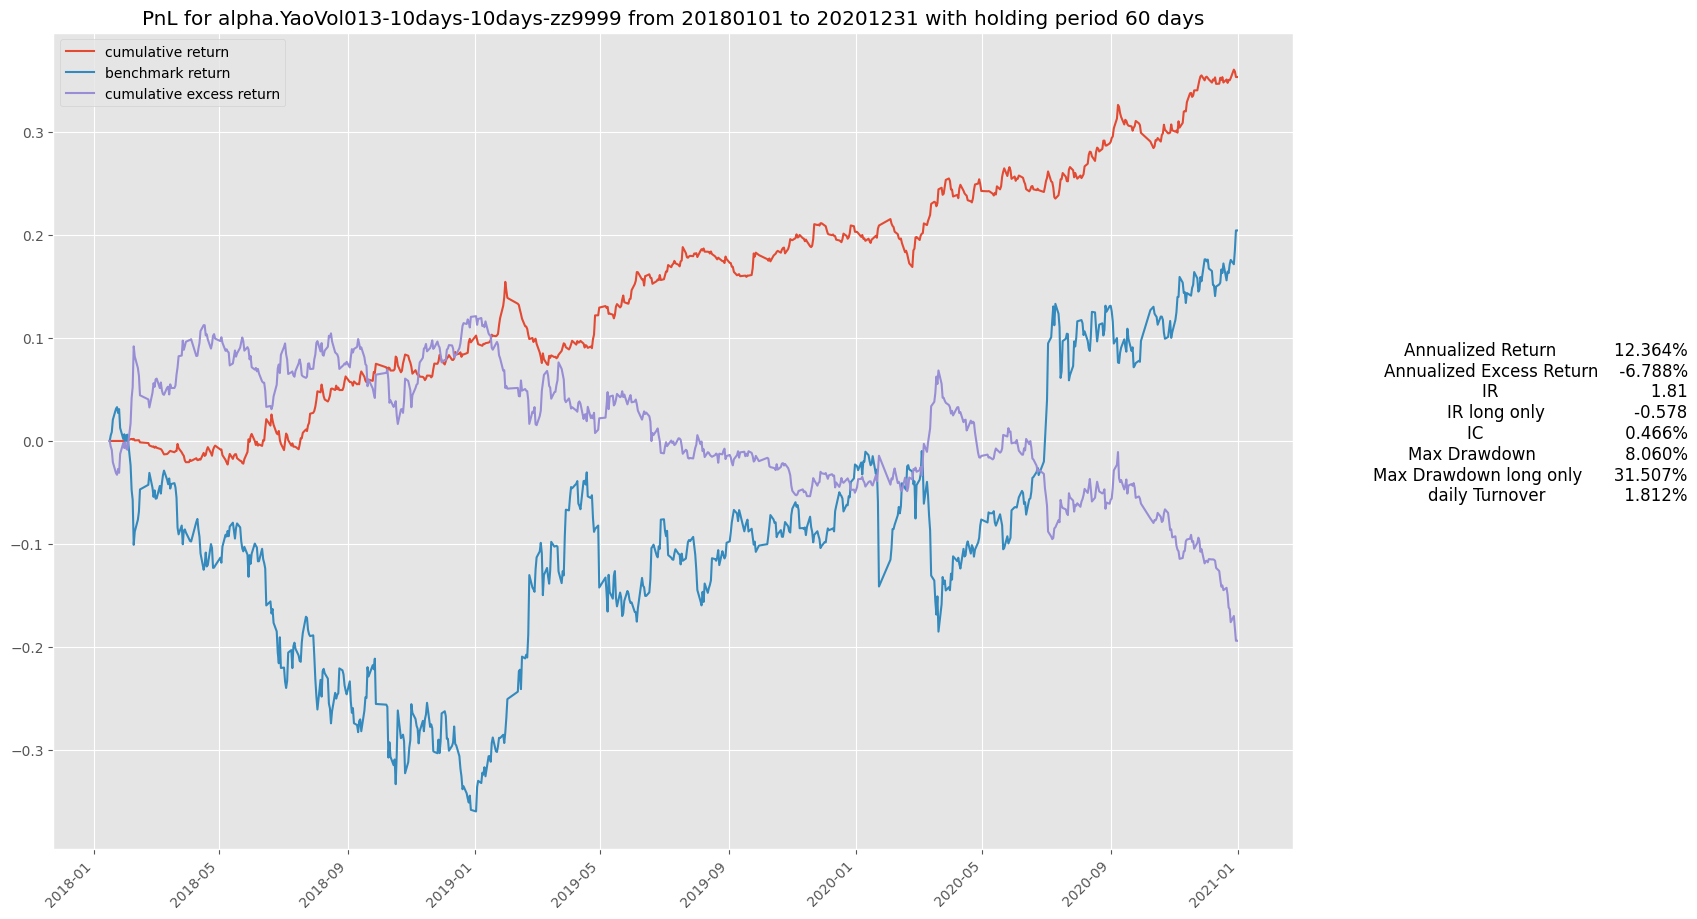 PnL for alpha.YaoVol013-10days-10days-zz9999 from 20180101 to 20201231 with holding period 60 days
cumulative return
benchmark return
cumulative excess return
0.3
0.2
0.1
0.0
−0.1
−0.2
−0.3
2018-01
2018-05
2018-09
2019-01
2019-05
2019-09
2020-01
2020-05
2020-09
2021-01
Annualized Return 12.364%
Annualized Excess Return -6.788%
IR 1.81
IR long only -0.578
IC 0.466%
Max Drawdown 8.060%
Max Drawdown long only 31.507%
daily Turnover 1.812%